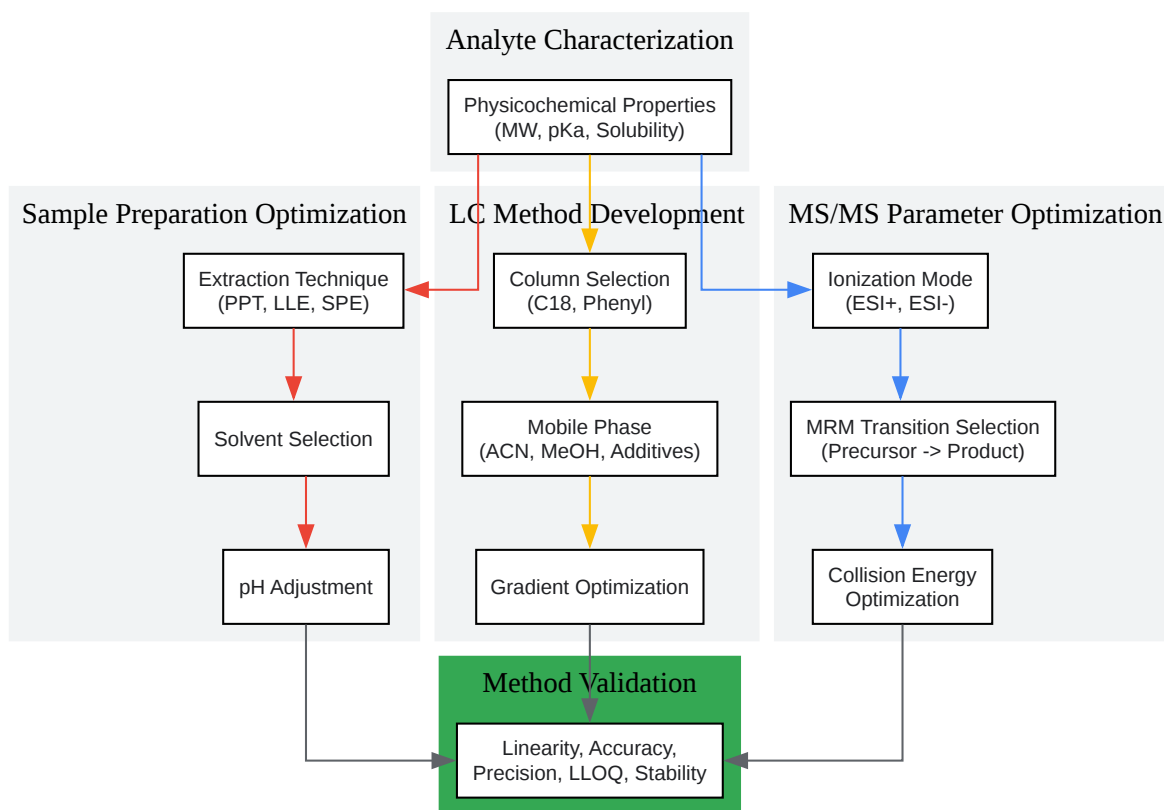 Analyte Characterization
Physicochemical Properties
(MW, pKa, Solubility)
Sample Preparation Optimization
Extraction Technique
(PPT, LLE, SPE)
Solvent Selection
pH Adjustment
LC Method Development
Column Selection
(C18, Phenyl)
Mobile Phase
(ACN, MeOH, Additives)
Gradient Optimization
MS/MS Parameter Optimization
Ionization Mode
(ESI+, ESI-)
MRM Transition Selection
(Precursor -> Product)
Collision Energy
Optimization
Method Validation
Linearity, Accuracy,
Precision, LLOQ, Stability